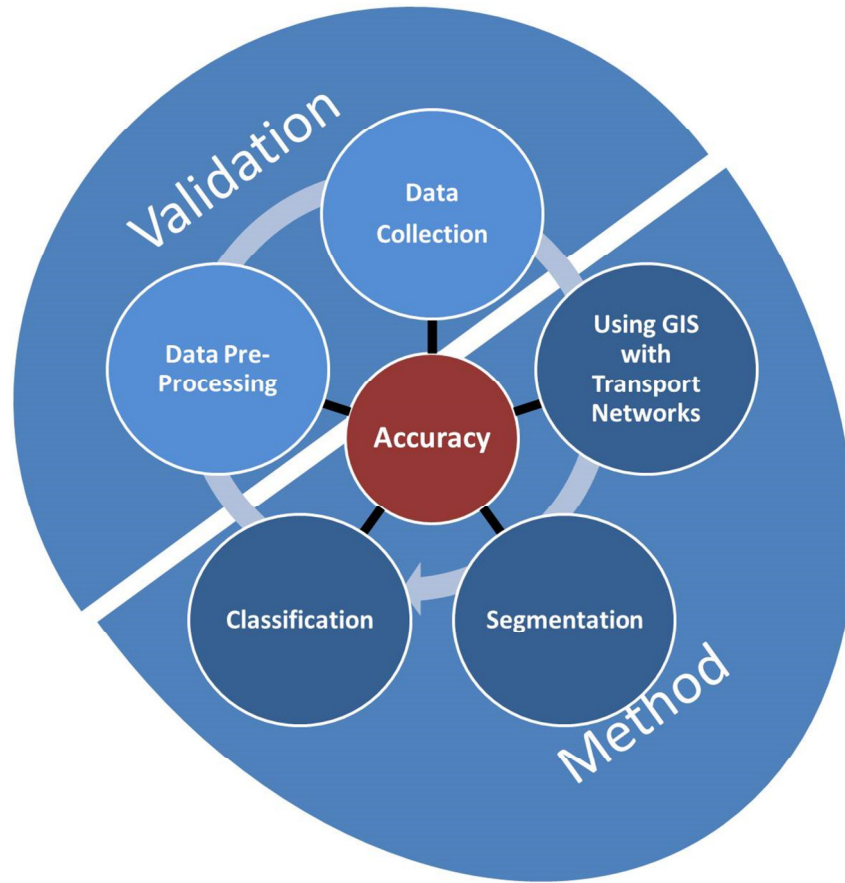 Validation
Data
Collection
Data Pre-
Processing
Using GIS
with
Transport
Networks
Accuracy
Classification
Segmentation
Method